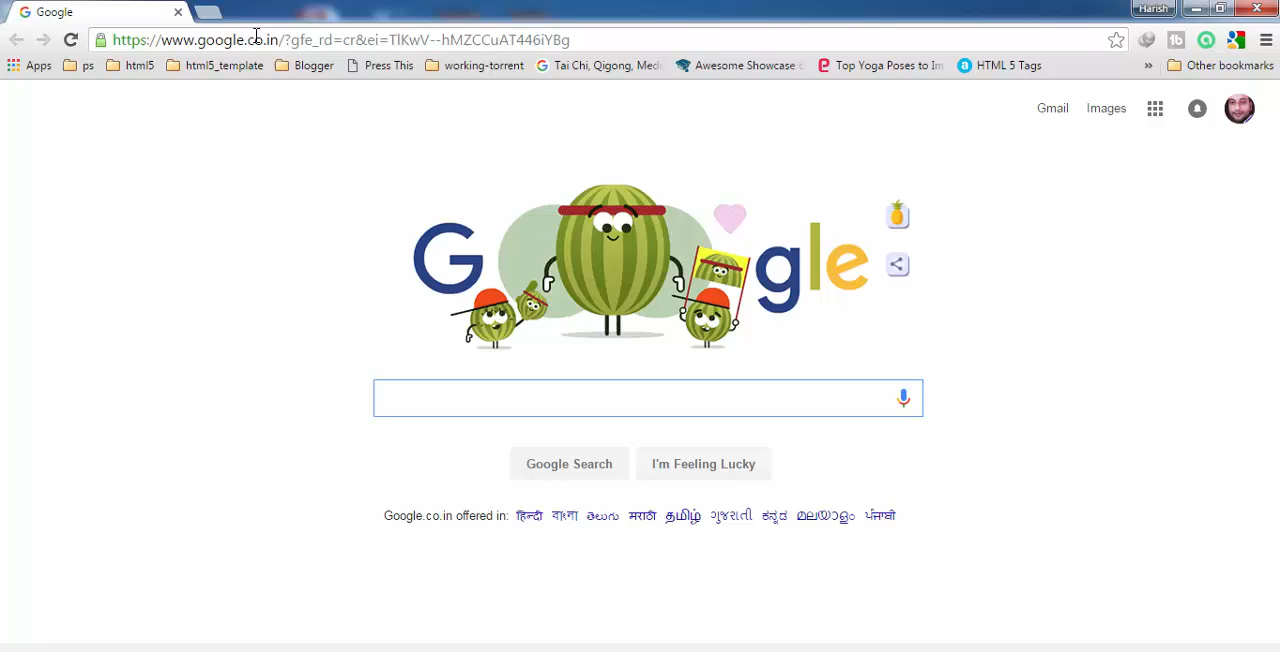 Google
Harish
https://www.google.co.in/?gfe_rd=cr&ei=TlKwV--hMZCCuAT446iYBg
Apps ps html5 html5_template Blogger Press This working-torrent Tai Chi, Qigong, Med Awesome Showcase Top Yoga Poses to Im HTML 5 Tags » Other bookmarks
Gmail Images
G gle
Google Search I'm Feeling Lucky
Google.co.in offered in: हिन्दी বাংলা తెలుగు मराठी தமிழ் ગુજરાતી ಕನ್ನಡ മലയാളം ਪੰਜਾਬੀ